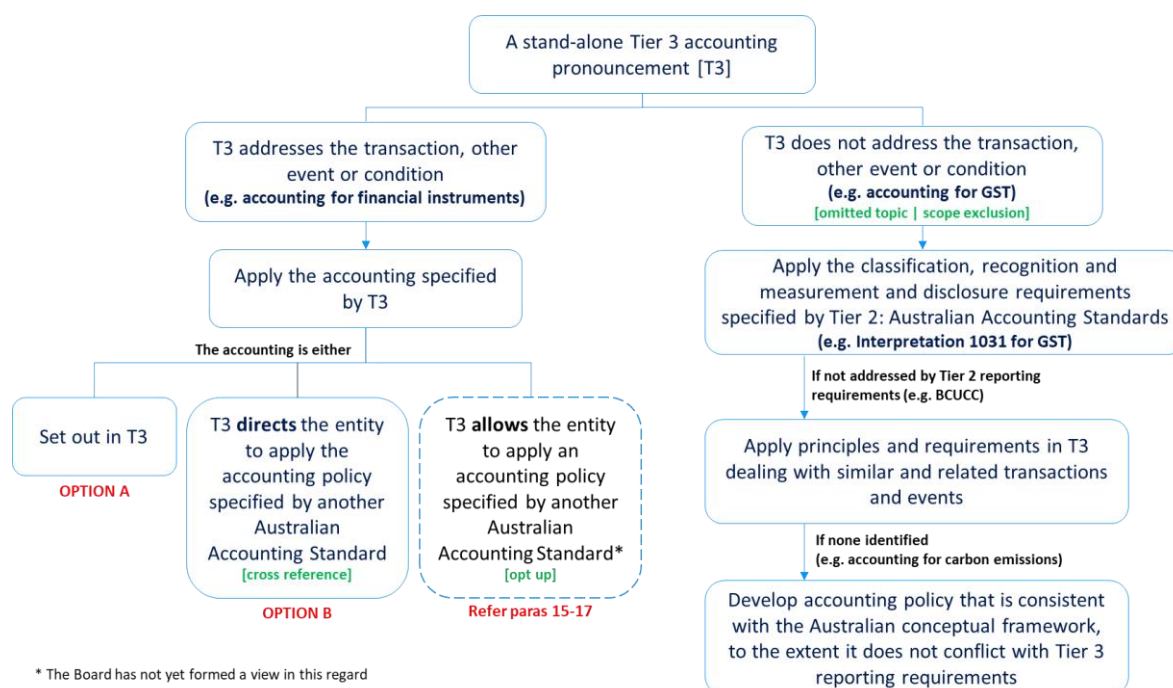 A stand-alone Tier 3 accounting
pronouncement [T3]
T3 addresses the transaction, other
event or condition
(e.g. accounting for financial instruments)
T3 does not address the transaction,
other event or condition
(e.g. accounting for GST)
[omitted topic | scope exclusion]
Apply the accounting specified
by T3
Apply the classification, recognition and
measurement and disclosure requirements
specified by Tier 2: Australian Accounting Standards
(e.g. Interpretation 1031 for GST)
The accounting is either
If not addressed by Tier 2 reporting
requirements (e.g. BCUCC)
Set out in T3
OPTION A
T3 directs the entity
to apply the
accounting policy
specified by another
Australian
Accounting Standard
[cross reference]
OPTION B
T3 allows the entity
to apply an
accounting policy
specified by another
Australian
Accounting Standard*
[opt up]
Refer paras 15-17
Apply principles and requirements in T3
dealing with similar and related transactions
and events
If none identified
(e.g. accounting for carbon emissions)
Develop accounting policy that is consistent
with the Australian conceptual framework,
to the extent it does not conflict with Tier 3
reporting requirements
* The Board has not yet formed a view in this regard